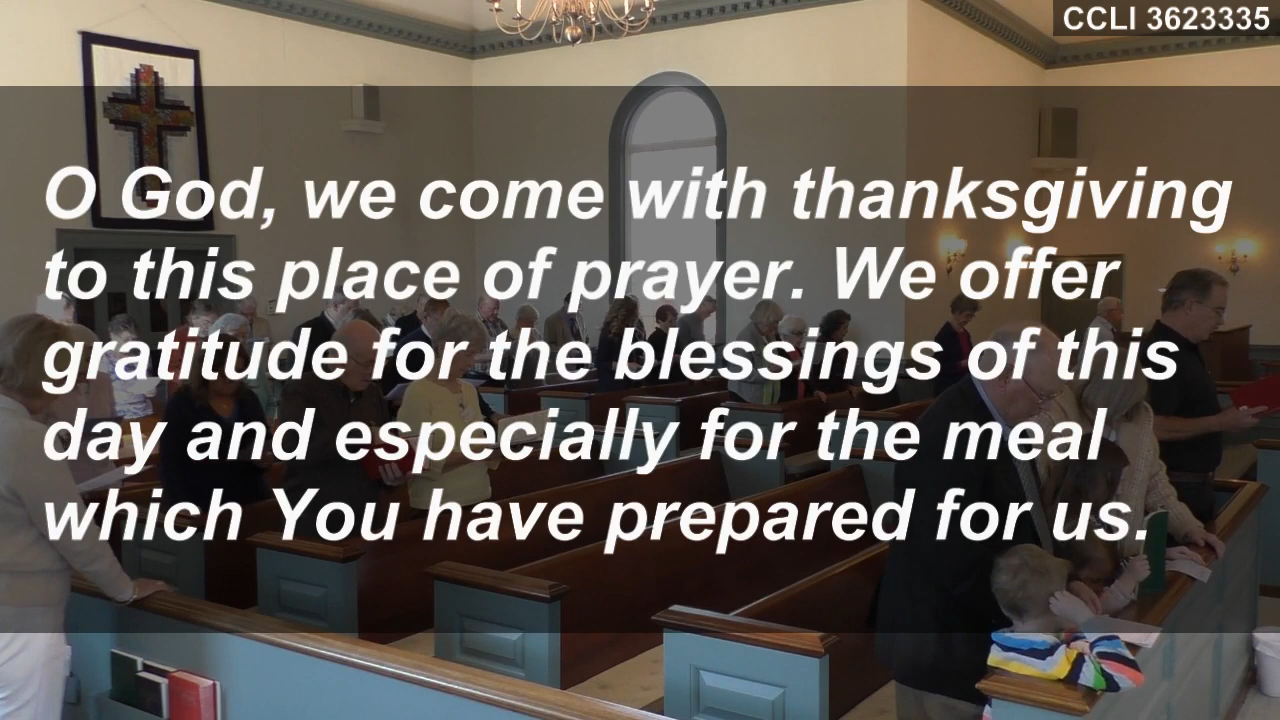 CCLI 3623335
O God, we come with thanksgiving
to this place of prayer. We offer
gratitude for the blessings of this
day and especially for the meal
which You have prepared for us.